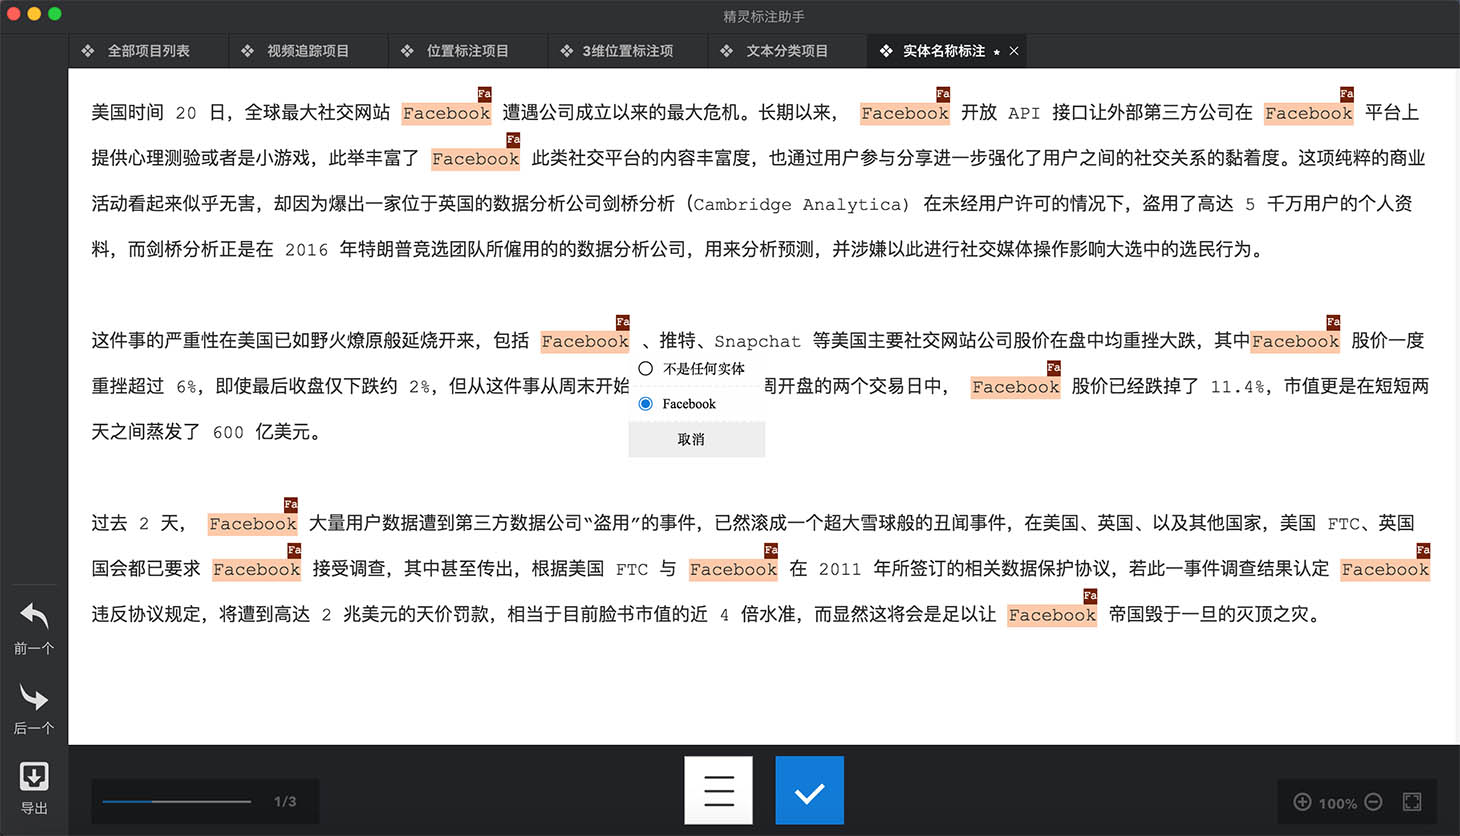 精灵标注助手
全部项目列表 视频追踪项目 位置标注项目 3维位置标注项 文本分类项目 实体名称标注
Fa Fa Fa
美国时间 20 日，全球最大社交网站 Facebook 遭遇公司成立以来的最大危机。长期以来， Facebook 开放 API 接口让外部第三方公司在 Facebook 平台上
Fa
提供心理测验或者是小游戏，此举丰富了 Facebook 此类社交平台的内容丰富度，也通过用户参与分享进一步强化了用户之间的社交关系的黏着度。这项纯粹的商业
活动看起来似乎无害，却因为爆出一家位于英国的数据分析公司剑桥分析（Cambridge Analytica）在未经用户许可的情况下，盗用了高达 5 千万用户的个人资
料，而剑桥分析正是在 2016 年特朗普竞选团队所僱用的的数据分析公司，用来分析预测，并涉嫌以此进行社交媒体操作影响大选中的选民行为。
Fa Fa
这件事的严重性在美国已如野火燎原般延烧开来，包括 Facebook 、推特、Snapchat 等美国主要社交网站公司股价在盘中均重挫大跌，其中Facebook 股价一度
不是任何实体
Fa
重挫超过 6%，即使最后收盘仅下跌约 2%，但从这件事从周末开始 周开盘的两个交易日中， Facebook 股价已经跌掉了 11.4%，市值更是在短短两
Facebook
天之间蒸发了 600 亿美元。
取消
Fa
过去 2 天， Facebook 大量用户数据遭到第三方数据公司“盗用”的事件，已然滚成一个超大雪球般的丑闻事件，在美国、英国、以及其他国家，美国 FTC、英国
Fa Fa Fa
国会都已要求 Facebook 接受调查，其中甚至传出，根据美国 FTC 与 Facebook 在 2011 年所签订的相关数据保护协议，若此一事件调查结果认定 Facebook
Fa
违反协议规定，将遭到高达 2 兆美元的天价罚款，相当于目前脸书市值的近 4 倍水准，而显然这将会是足以让 Facebook 帝国毁于一旦的灭顶之灾。
前一个
后一个
导出
1/3
100%